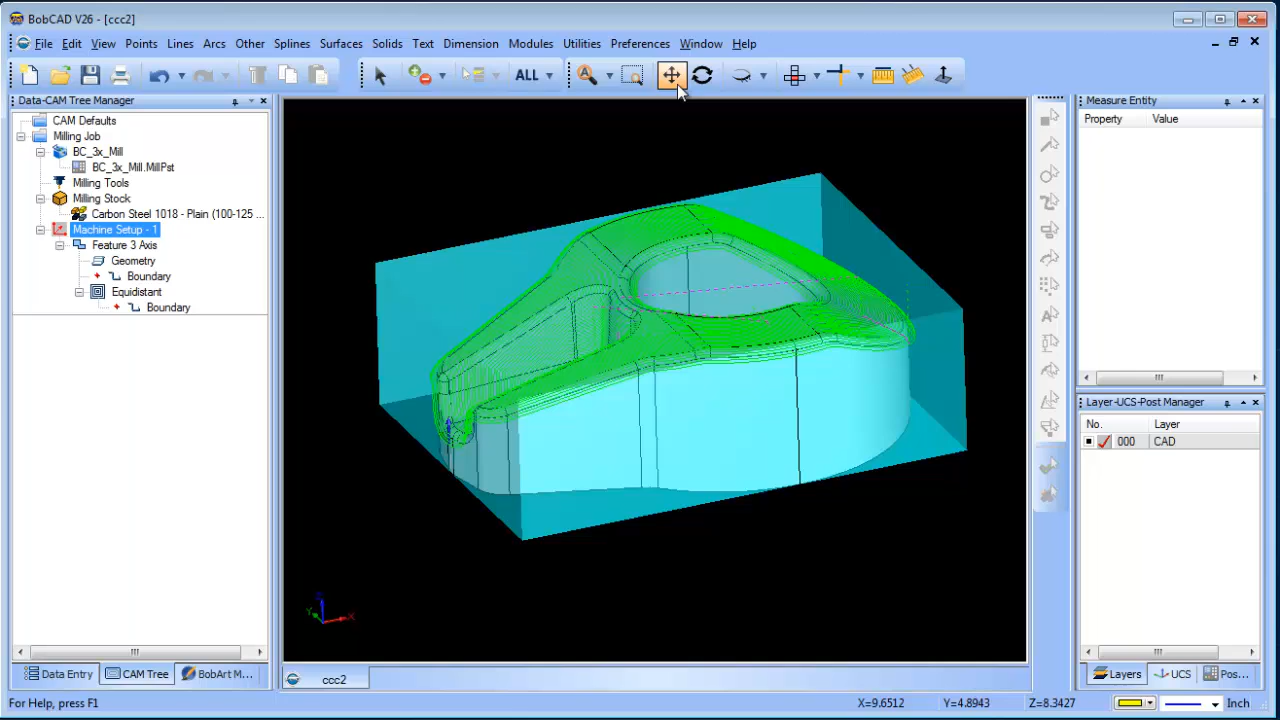 BobCAD V26 - [ccc2]
File Edit View Points Lines Arcs Other Splines Surfaces Solids Text Dimension Modules Utilities Preferences Window Help
ALL
Data-CAM Tree Manager
CAM Defaults
Milling Job
BC_3x_Mill
BC_3x_Mill.MillPst
Milling Tools
Milling Stock
Carbon Steel 1018 - Plain (100-125 ...
Machine Setup - 1
Feature 3 Axis
Geometry
Boundary
Equidistant
Boundary
Data Entry CAM Tree BobArt M...
Z
Y X
ccc2
Measure Entity
Property Value
Layer-UCS-Post Manager
No. Layer
000 CAD
Layers UCS Pos...
For Help, press F1
X=9.6512 Y=4.8943 Z=8.3427 Inch